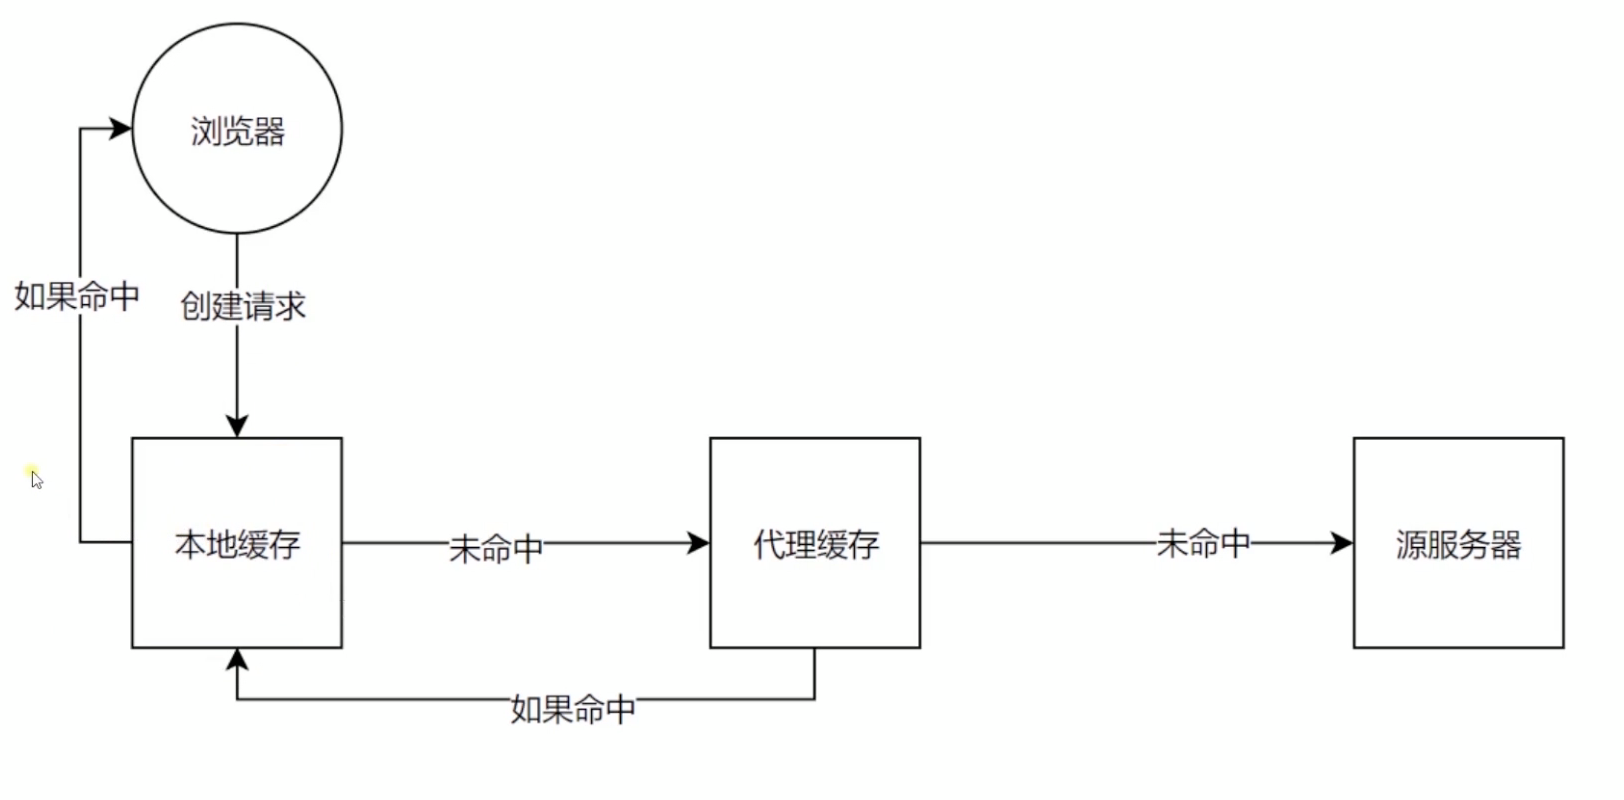 浏览器
如果命中
创建请求
本地缓存
未命中
代理缓存
未命中
源服务器
如果命中